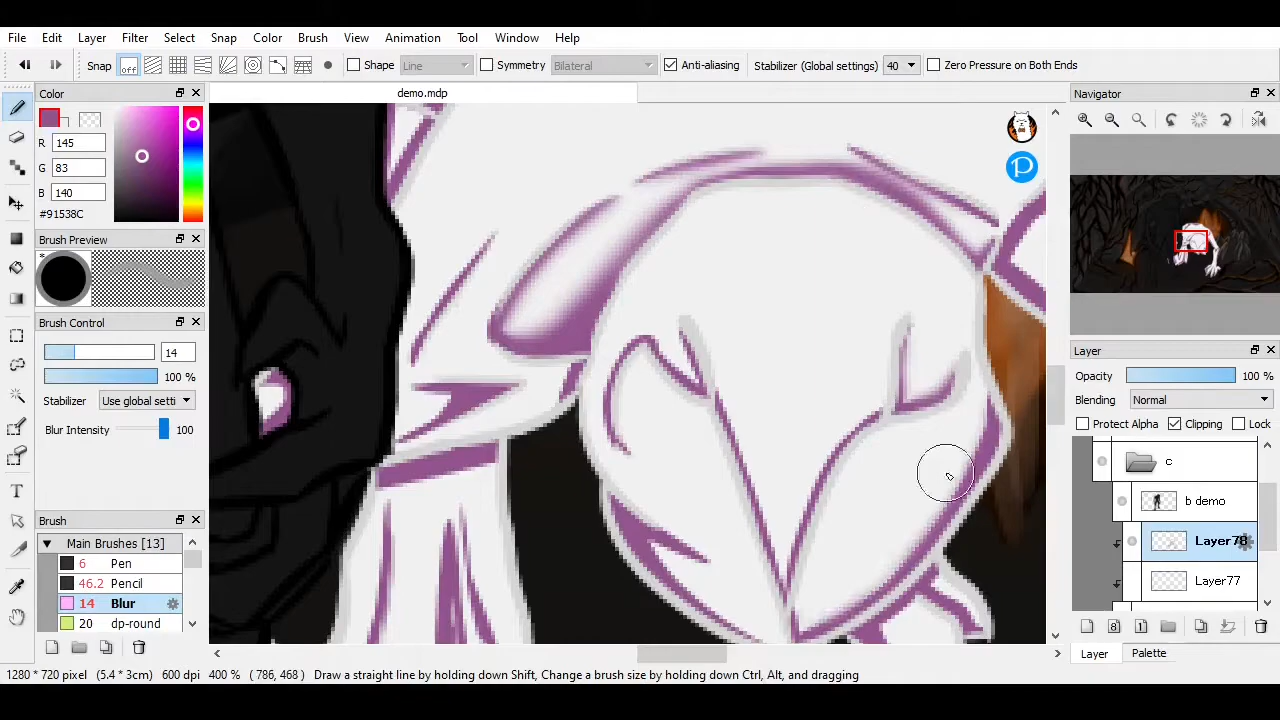 File Edit Layer Filter Select Snap Color Brush View Animation Tool Window Help
Snap off Shape Line Symmetry Bilateral Anti-aliasing Stabilizer (Global settings) 40 Zero Pressure on Both Ends
Color
demo.mdp
Navigator
R 145
G 83
B 140
#91538C
Brush Preview
Brush Control
14
100 %
Stabilizer Use global setti
Blur Intensity 100
Layer
Opacity 100 %
Blending Normal
Protect Alpha Clipping Lock
c
b demo
Layer78
Layer77
Brush
Main Brushes [13]
6 Pen
46.2 Pencil
14 Blur
20 dp-round
8 1
Layer Palette
1280 * 720 pixel (5.4 * 3cm) 600 dpi 400 % ( 786, 468 ) Draw a straight line by holding down Shift, Change a brush size by holding down Ctrl, Alt, and dragging